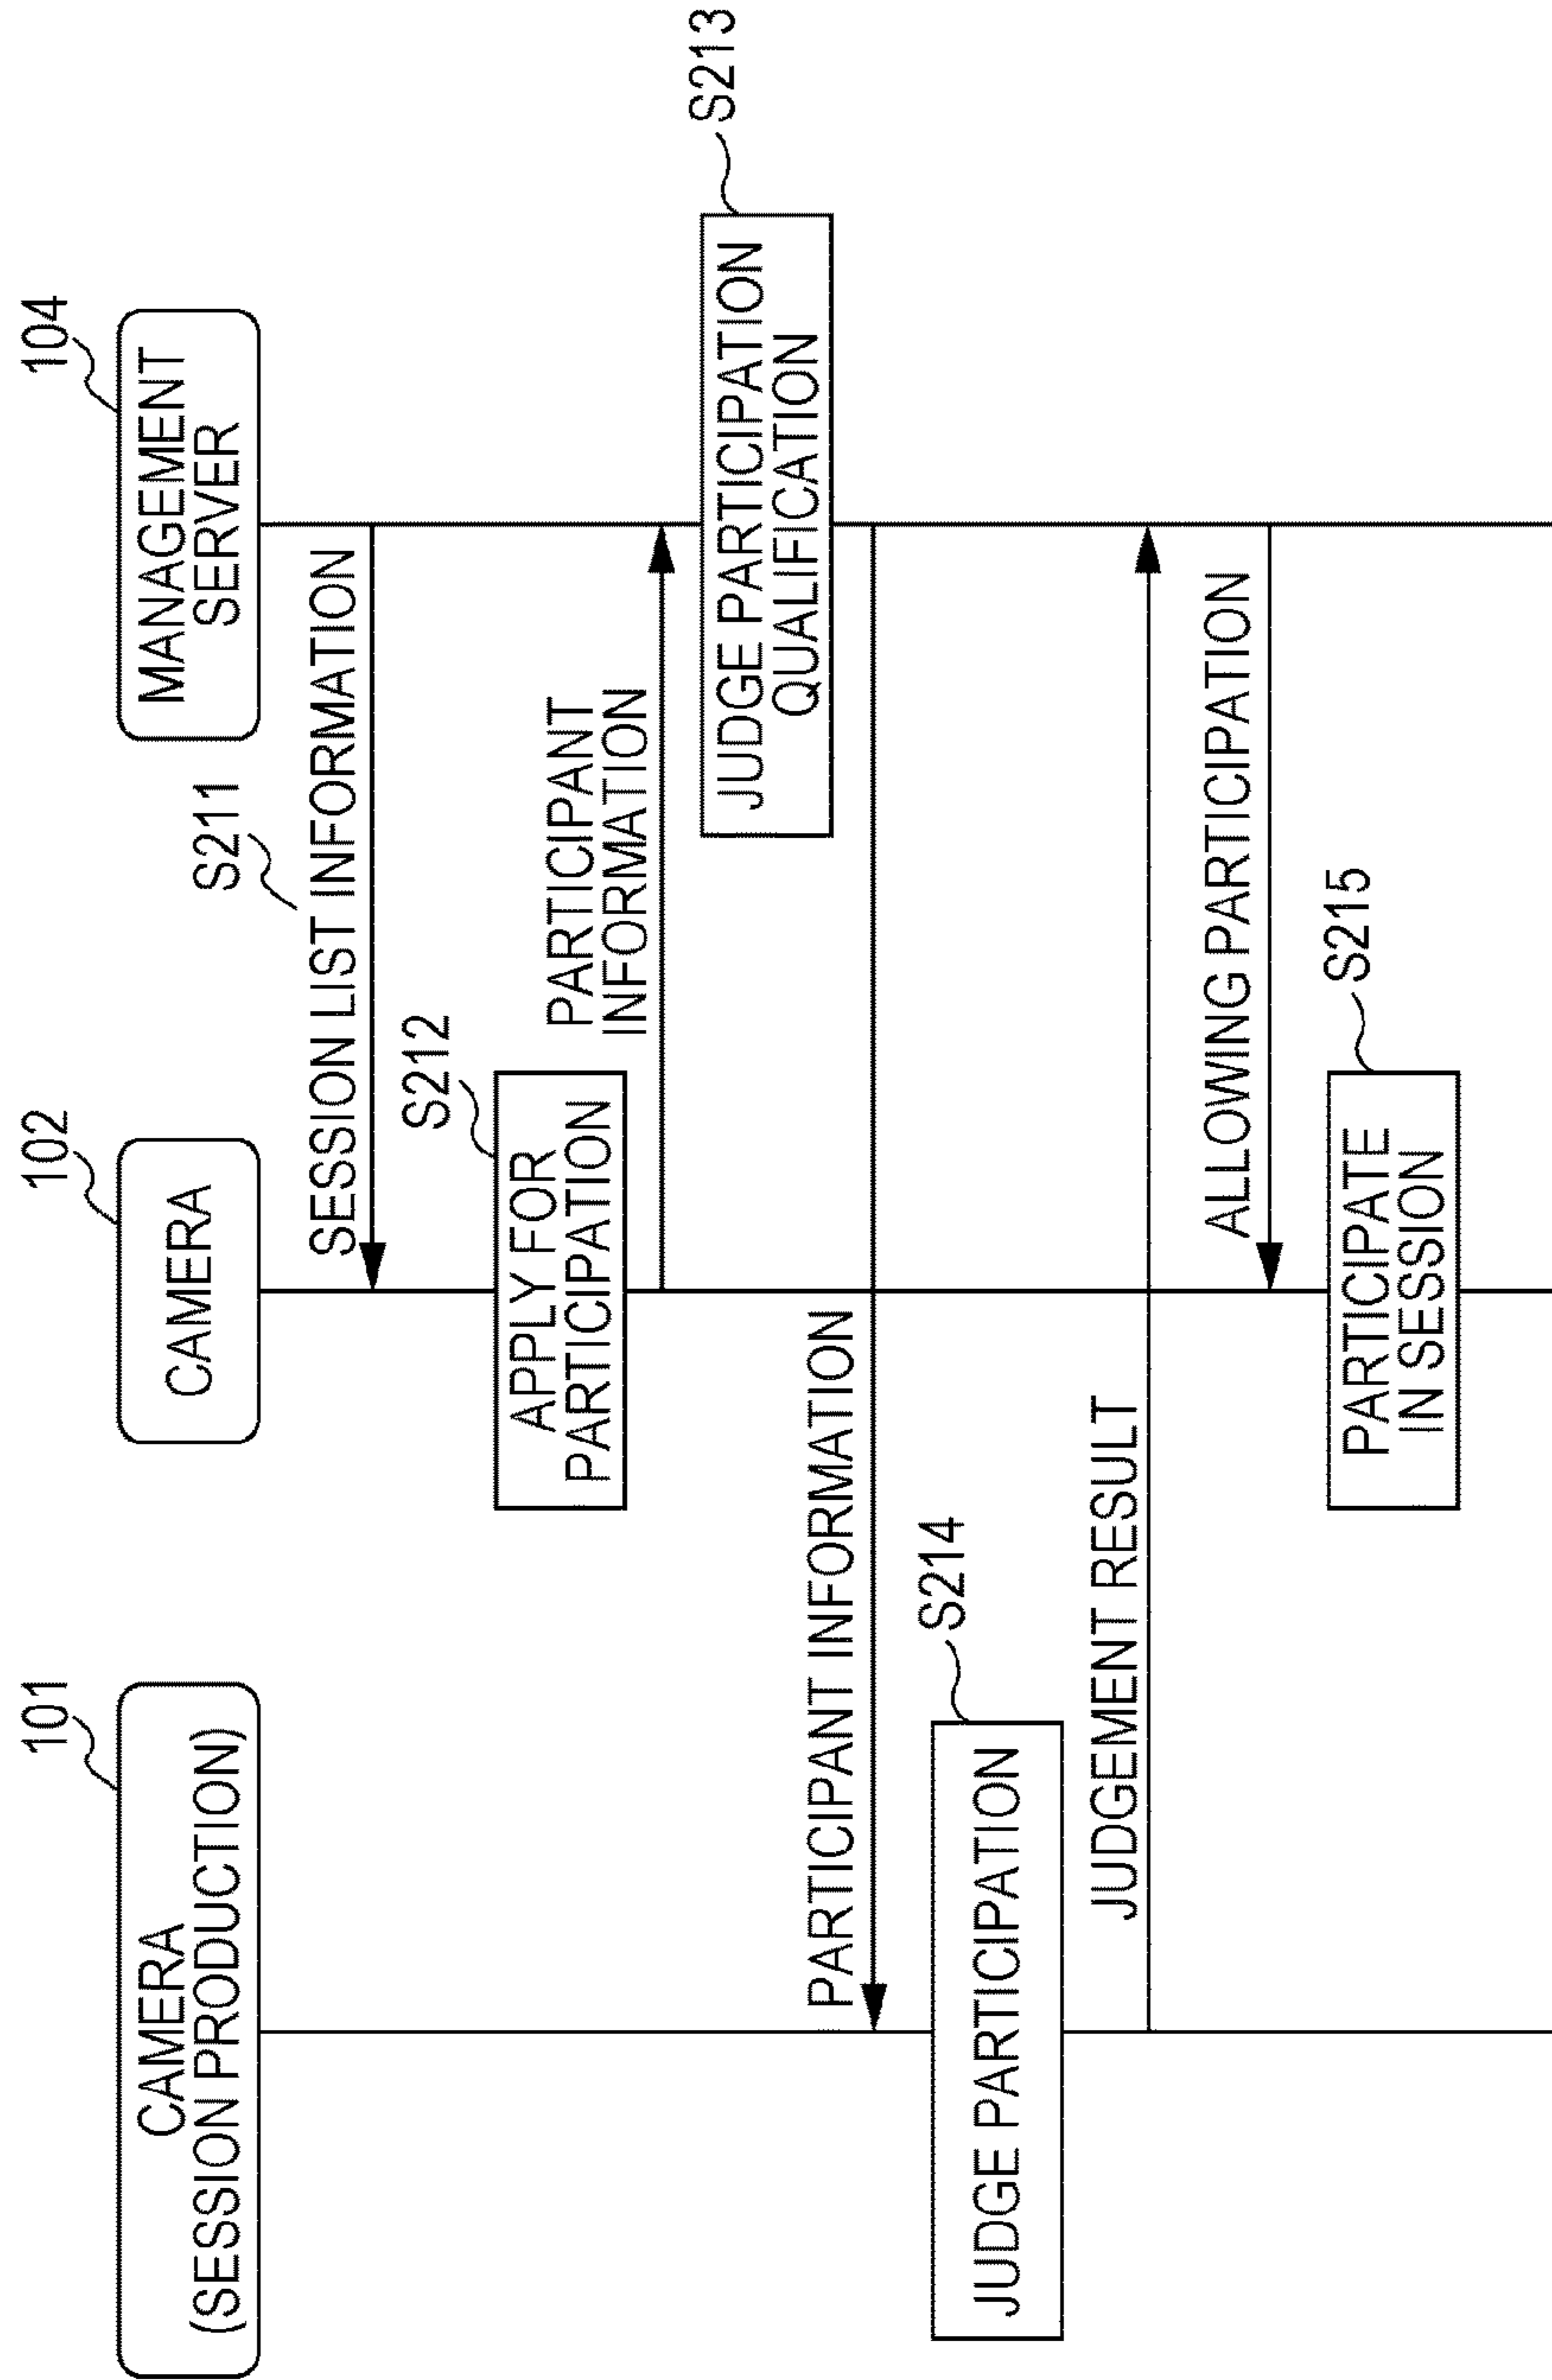 101
CAMERA
(SESSION PRODUCTION)
102
CAMERA
104
MANAGEMENT
SERVER
S211
SESSION LIST INFORMATION
S212
APPLY FOR
PARTICIPATION
PARTICIPANT
INFORMATION
S213
JUDGE PARTICIPATION
QUALIFICATION
PARTICIPANT INFORMATION
S214
JUDGE PARTICIPATION
JUDGEMENT RESULT
ALLOWING PARTICIPATION
S215
PARTICIPATE
IN SESSION